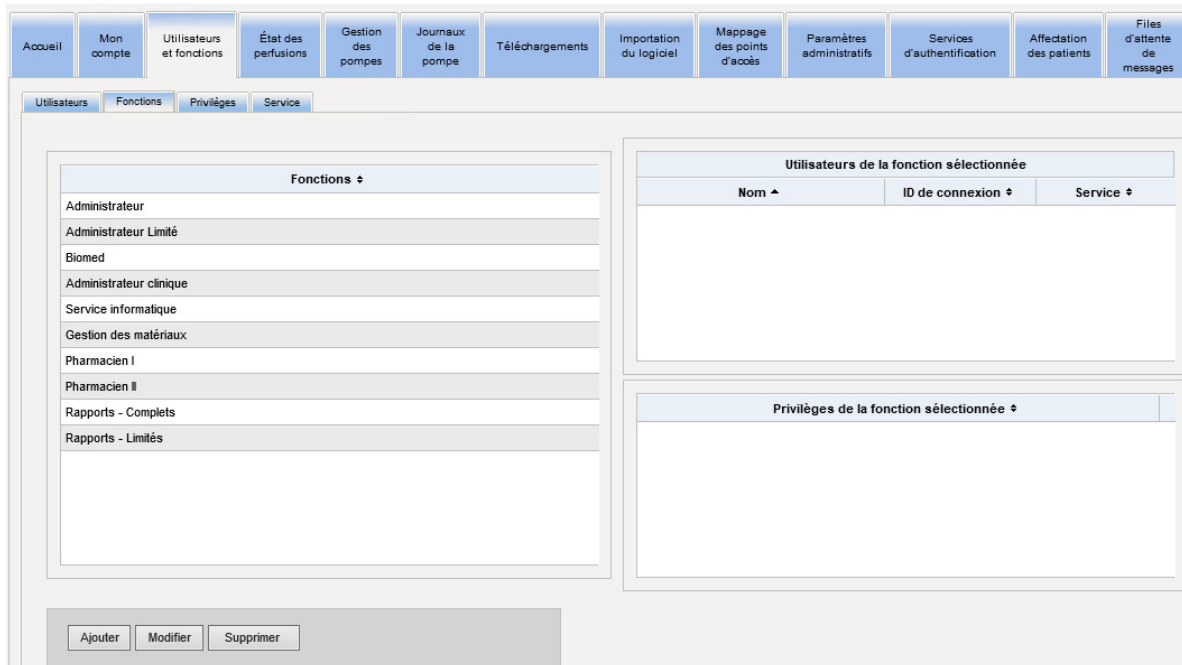 Accueil
Mon
compte
Utilisateurs
et fonctions
État des
perfusions
Gestion
des
pompes
Journaux
de la
pompe
Téléchargements
Importation
du logiciel
Mappage
des points
d'accès
Paramètres
administratifs
Services
d'authentification
Affectation
des patients
Files
d'attente
de
messages
Utilisateurs
Fonctions
Privilèges
Service
Fonctions
Administrateur
Administrateur Limité
Biomed
Administrateur clinique
Service informatique
Gestion des matériaux
Pharmacien I
Pharmacien II
Rapports - Complets
Rapports - Limités
Utilisateurs de la fonction sélectionnée
Nom
ID de connexion
Service
Privilèges de la fonction sélectionnée
Ajouter
Modifier
Supprimer